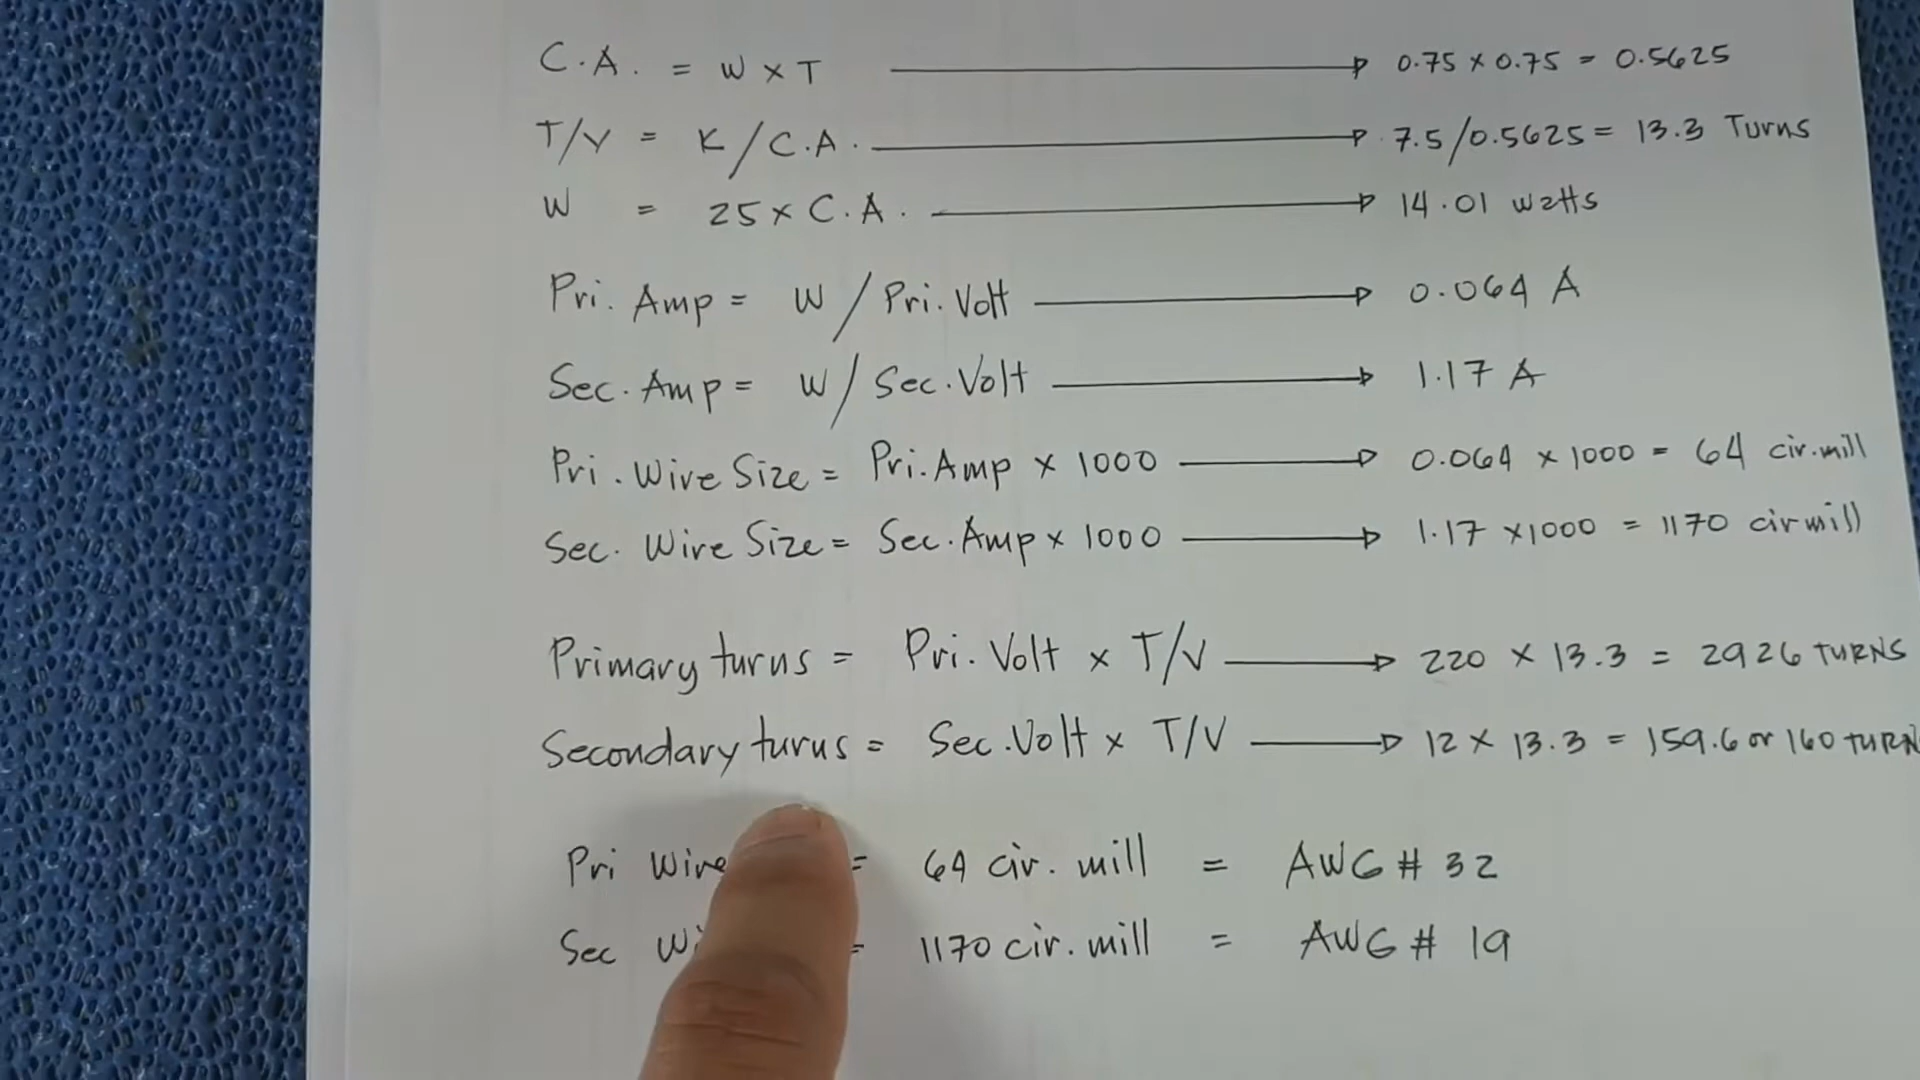 C.A. = W x T → 0.75 x 0.75 = 0.5625
T/V = K/C.A. → 7.5/0.5625 = 13.3 Turns
W = 25 x C.A. → 14.01 watts
Pri. Amp = W / Pri. Volt → 0.064 A
Sec. Amp = W / Sec. Volt → 1.17 A
Pri. Wire Size = Pri. Amp x 1000 → 0.064 x 1000 = 64 cir.mill
Sec. Wire Size = Sec. Amp x 1000 → 1.17 x 1000 = 1170 cir mill
Primary turns = Pri. Volt x T/V → 220 x 13.3 = 2926 TURNS
Secondary turns = Sec. Volt x T/V → 12 x 13.3 = 159.6 or 160 TURN
Pri Wire = 64 cir. mill = AWG # 32
Sec = 1170 cir. mill = AWG # 19